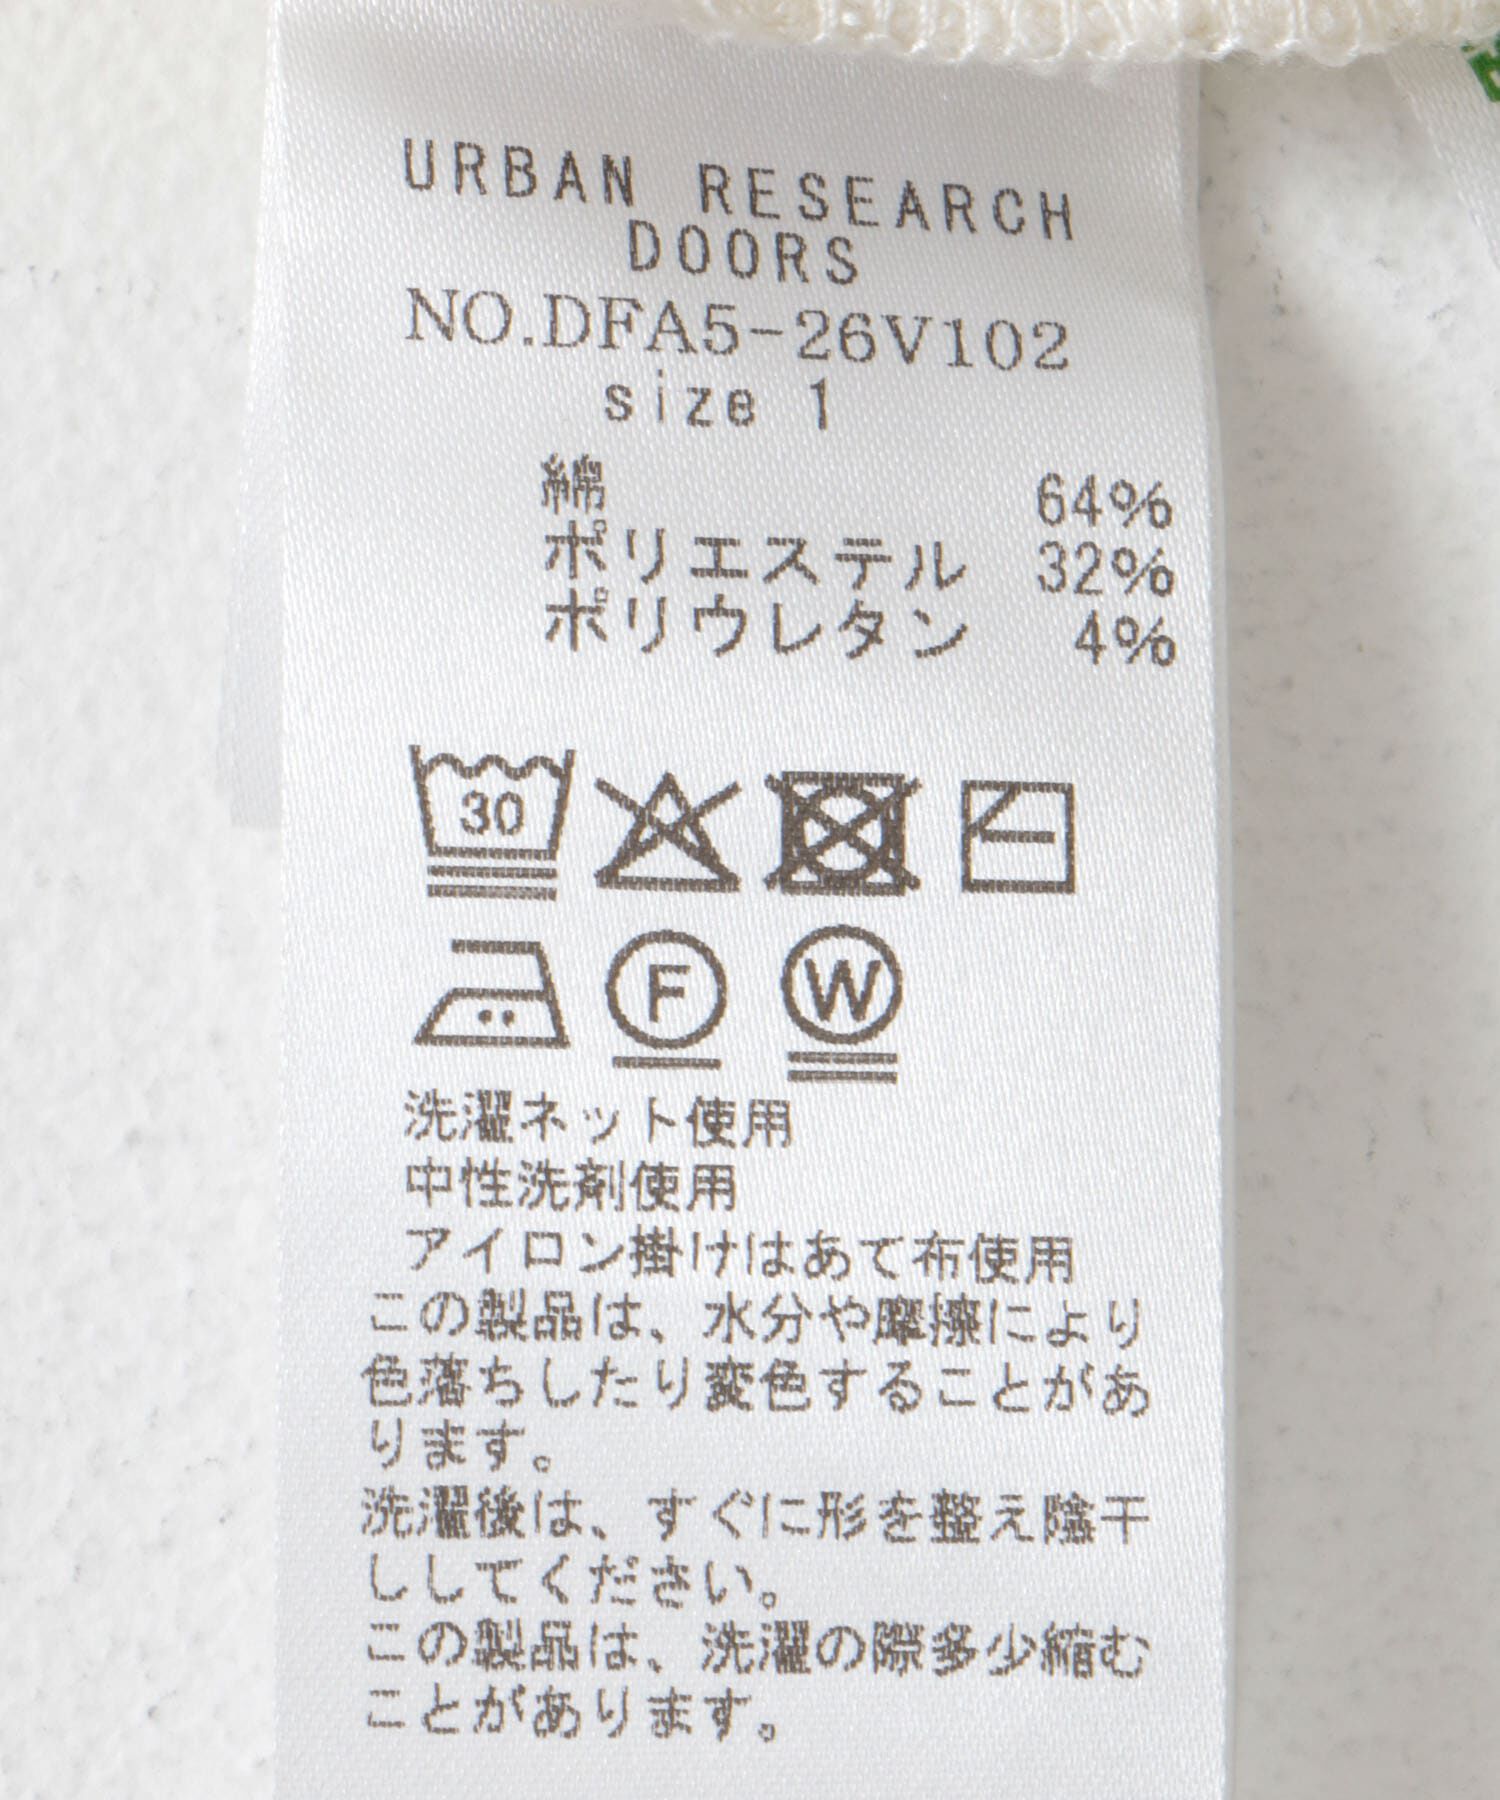 URBAN RESEARCH
DOORS
NO.DFA5-26V102
size 1
綿 64%
ポリエステル 32%
ポリウレタン 4%
30
F
W
洗濯ネット使用
中性洗剤使用
アイロン掛けはあて布使用
この製品は、水分や摩擦により
色落ちしたり変色することがあ
ります。
洗濯後は、すぐに形を整え陰干
ししてください。
この製品は、洗濯の際多少縮む
ことがあります。